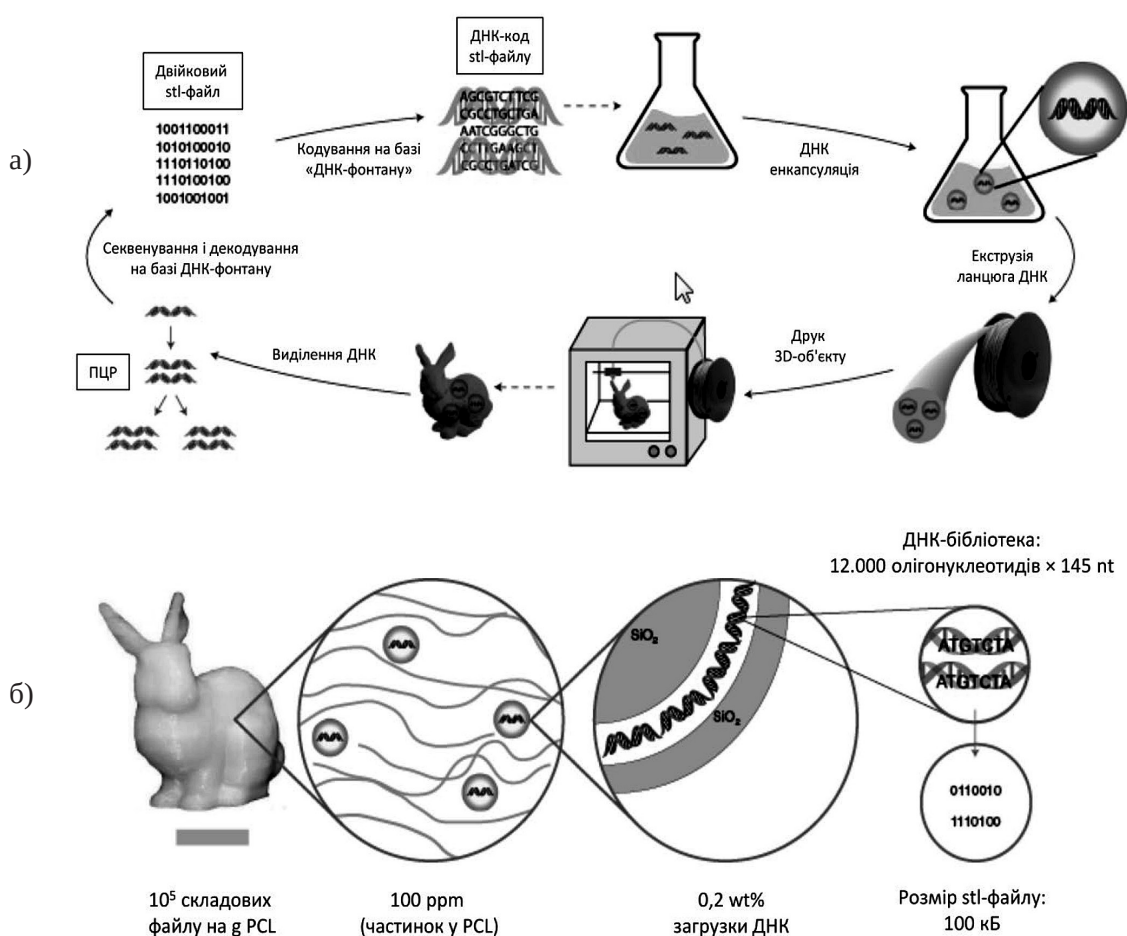 а)
Двійковий
stl-файл
1001100011
1010100010
1110110100
1110100100
1001001001
Кодування на базі
«ДНК-фонтану»
ДНК-код
stl-файлу
AGCGTCTTCG
CGCCTGCTGA
AATCGGGCTG
CCTTGAAGCT
CGCCTGATCG
ДНК
енкапсуляція
Екструзія
ланцюга ДНК
Друк
3D-об'єкту
Виділення ДНК
ПЦР
Секвенування і декодування
на базі ДНК-фонтану
б)
ДНК-бібліотека:
12.000 олігонуклеотидів × 145 nt
SiO₂
SiO₂
ATGTCTA
ATGTCTA
0110010
1110100
10⁵ складових
файлу на g PCL
100 ppm
(частинок у PCL)
0,2 wt%
загрузки ДНК
Розмір stl-файлу:
100 кБ